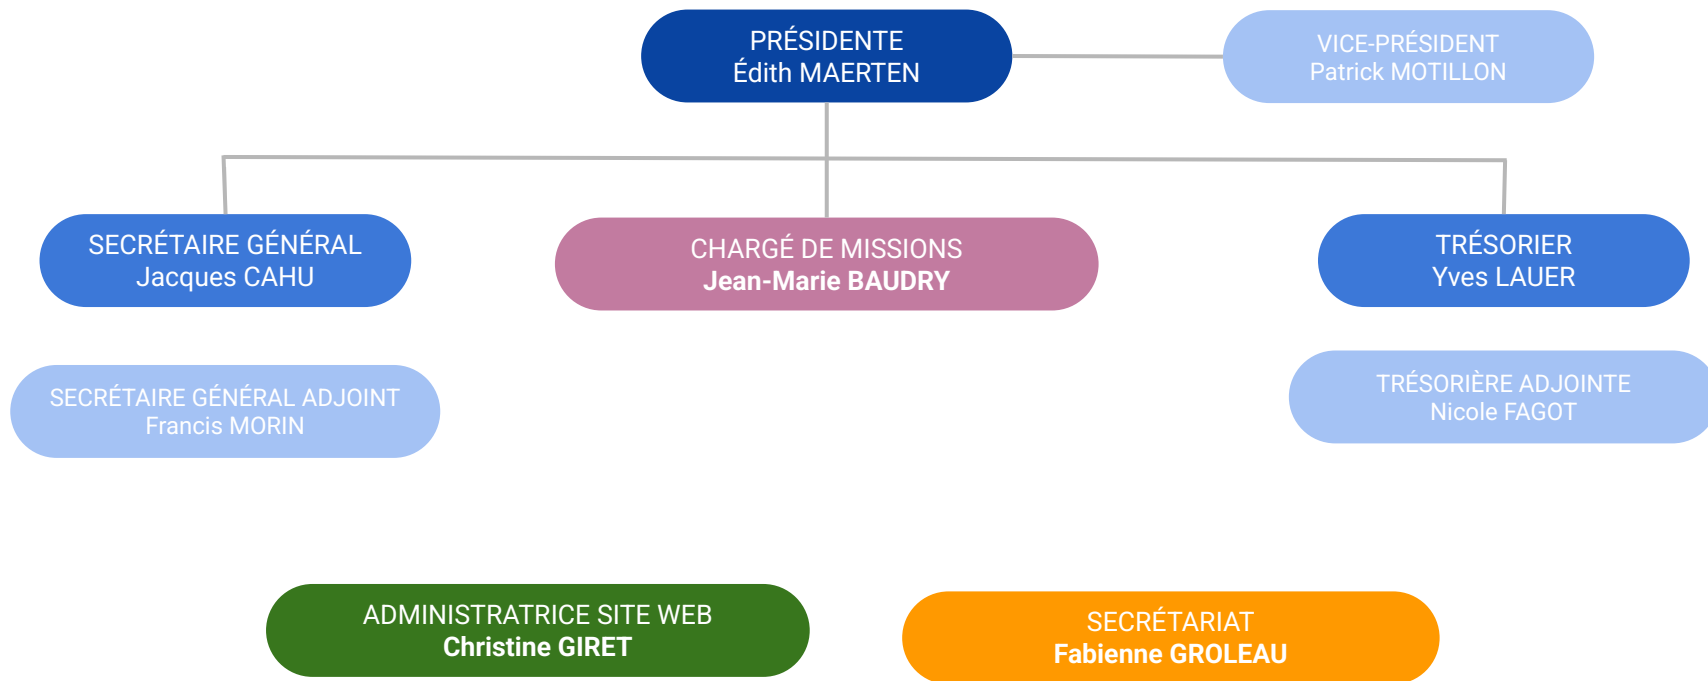 PRÉSIDENTE
Édith MAERTEN
VICE-PRÉSIDENT
Patrick MOTILLON
SECRÉTAIRE GÉNÉRAL
Jacques CAHU
CHARGÉ DE MISSIONS
Jean-Marie BAUDRY
TRÉSORIER
Yves LAUER
SECRÉTAIRE GÉNÉRAL ADJOINT
Francis MORIN
TRÉSORIÈRE ADJOINTE
Nicole FAGOT
ADMINISTRATRICE SITE WEB
Christine GIRET
SECRÉTARIAT
Fabienne GROLEAU